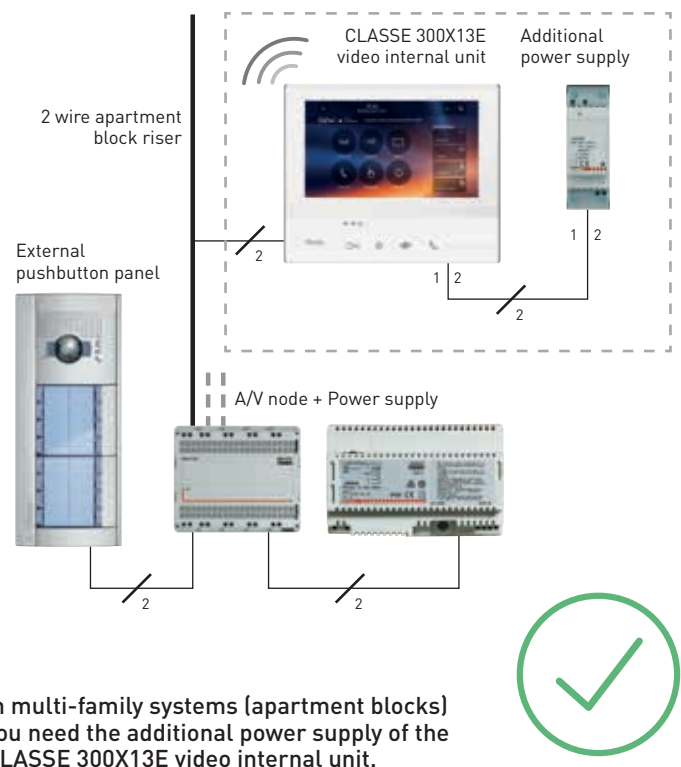 CLASSE 300X13E
video internal unit
Additional
power supply
2 wire apartment
block riser
2
External
pushbutton panel
1 2
1 2
2
A/V node + Power supply
2
2
n multi-family systems (apartment blocks)
ou need the additional power supply of the
LASSE 300X13E video internal unit.